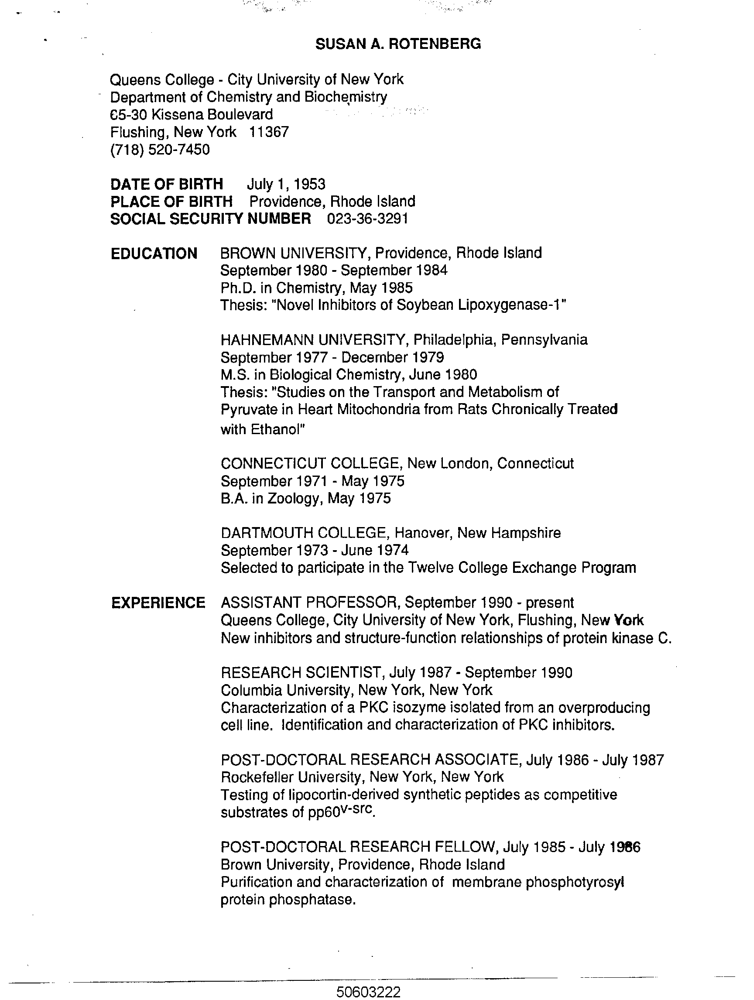 SUSAN A. ROTENBERG
Queens College - City University of New York
Department of Chemistry and Biochemistry
65-30 Kissena Boulevard
Flushing, New York 11367
(718) 520-7450
DATE OF BIRTH July 1, 1953
PLACE OF BIRTH Providence, Rhode Island
SOCIAL SECURITY NUMBER 023-36-3291
EDUCATION BROWN UNIVERSITY, Providence, Rhode Island
September 1980 - September 1984
Ph.D. in Chemistry, May 1985
Thesis: "Novel Inhibitors of Soybean Lipoxygenase-1"
HAHNEMANN UNIVERSITY, Philadelphia, Pennsylvania
September 1977 - December 1979
M.S. in Biological Chemistry, June 1980
Thesis: "Studies on the Transport and Metabolism of
Pyruvate in Heart Mitochondria from Rats Chronically Treated
with Ethanol"
CONNECTICUT COLLEGE, New London, Connecticut
September 1971 - May 1975
B.A. in Zoology, May 1975
DARTMOUTH COLLEGE, Hanover, New Hampshire
September 1973 - June 1974
Selected to participate in the Twelve College Exchange Program
EXPERIENCE ASSISTANT PROFESSOR, September 1990 - present
Queens College, City University of New York, Flushing, New York
New inhibitors and structure-function relationships of protein kinase C.
RESEARCH SCIENTIST, July 1987 - September 1990
Columbia University, New York, New York
Characterization of a PKC isozyme isolated from an overproducing
cell line. Identification and characterization of PKC inhibitors.
POST-DOCTORAL RESEARCH ASSOCIATE, July 1986 - July 1987
Rockefeller University, New York, New York
Testing of lipocortin-derived synthetic peptides as competitive
substrates of pp60v-src.
POST-DOCTORAL RESEARCH FELLOW, July 1985 - July 1986
Brown University, Providence, Rhode Island
Purification and characterization of membrane phosphotyrosyl
protein phosphatase.
50603222